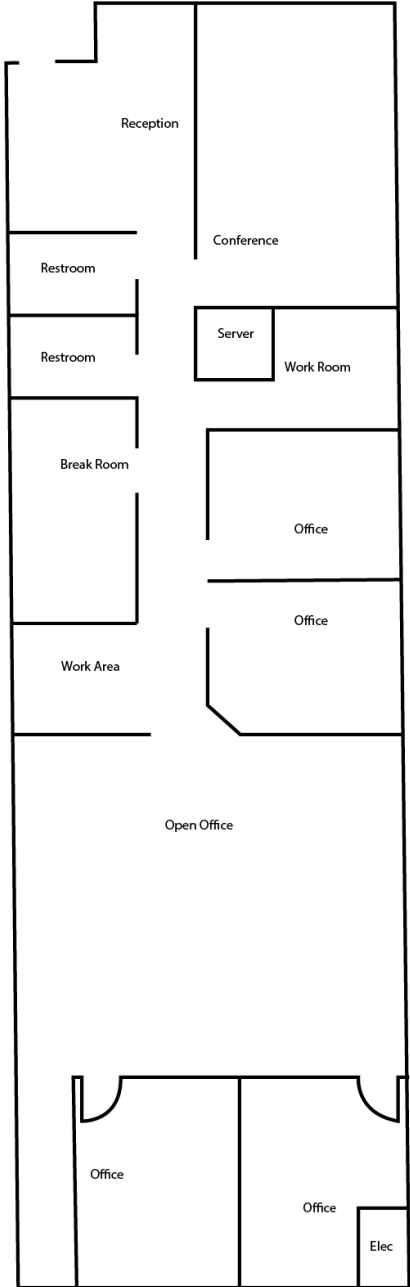 Reception
Conference
Restroom
Server
Restroom
Work Room
Break Room
Office
Office
Work Area
Open Office
Office
Office
Elec